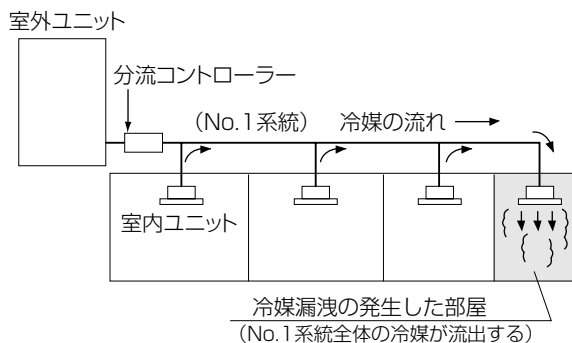 室外ユニット
分流コントローラー
(No.1系統) 冷媒の流れ
室内ユニット
冷媒漏洩の発生した部屋
(No.1系統全体の冷媒が流出する)